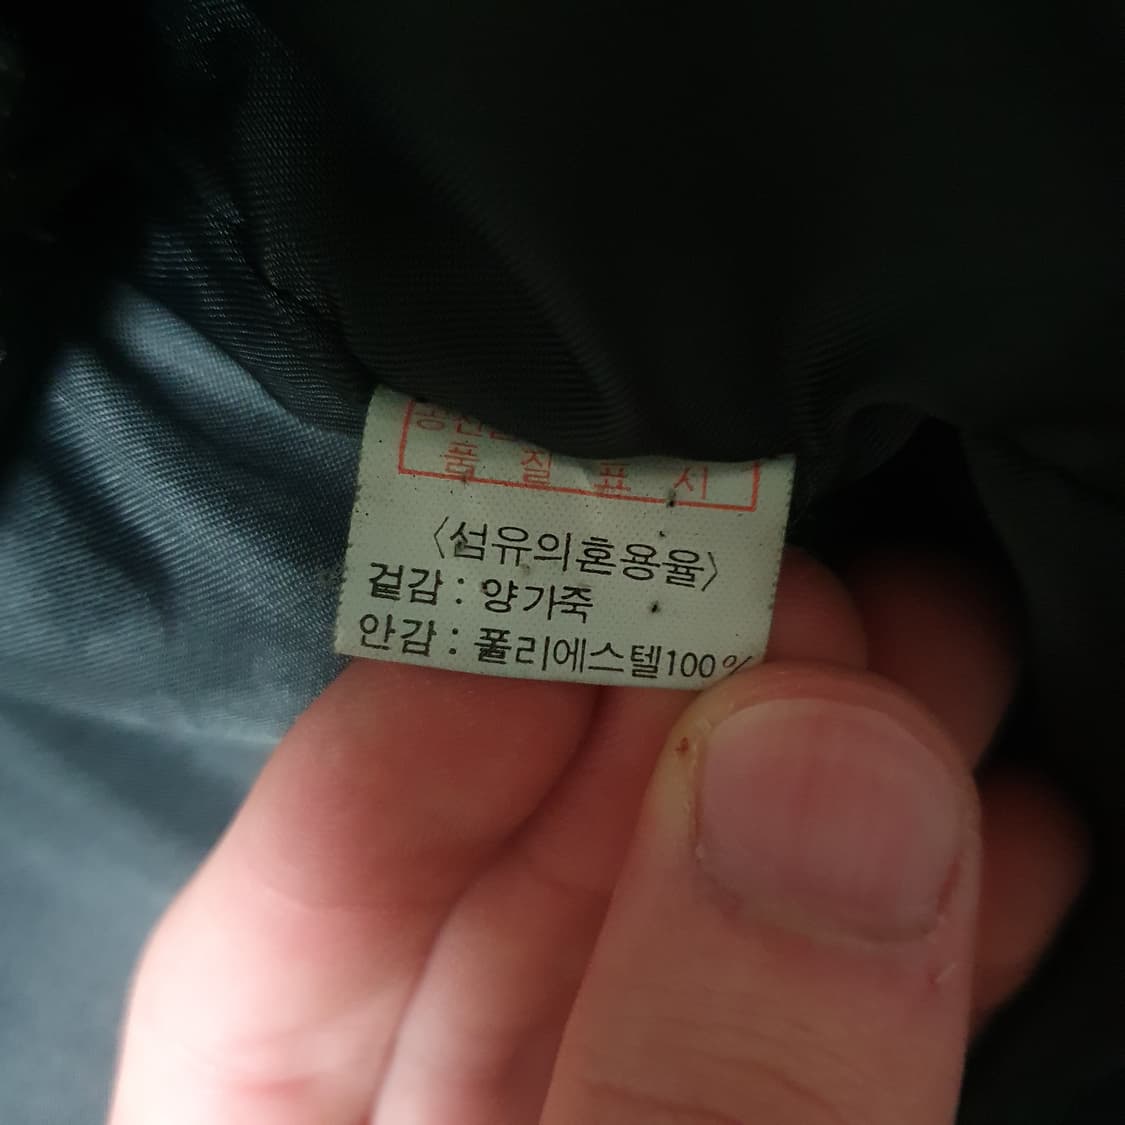 품 질 표 시
〈섬유의혼용율〉
겉감 : 양가죽
안감 : 폴리에스텔100%